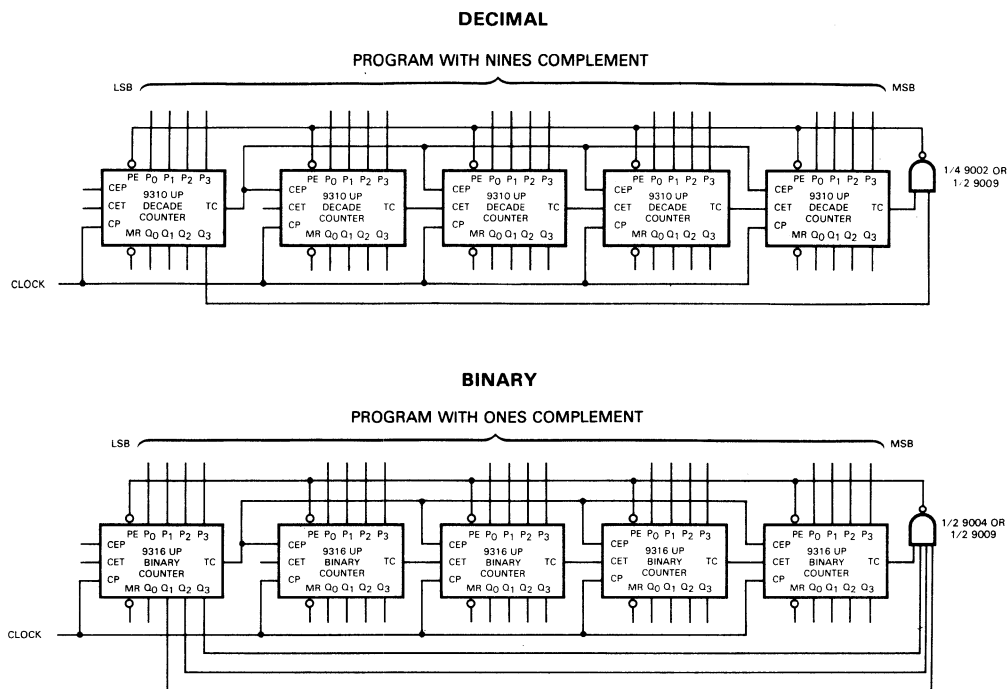 DECIMAL
PROGRAM WITH NINES COMPLEMENT
LSB MSB
PE P0 P1 P2 P3 PE P0 P1 P2 P3 PE P0 P1 P2 P3 PE P0 P1 P2 P3 PE P0 P1 P2 P3
1/4 9002 OR
1/2 9009
CEP 9310 UP CEP 9310 UP CEP 9310 UP CEP 9310 UP CEP 9310 UP
CET DECADE TC CET DECADE TC CET DECADE TC CET DECADE TC CET DECADE TC
CP COUNTER CP COUNTER CP COUNTER CP COUNTER CP COUNTER
MR Q0 Q1 Q2 Q3 MR Q0 Q1 Q2 Q3 MR Q0 Q1 Q2 Q3 MR Q0 Q1 Q2 Q3 MR Q0 Q1 Q2 Q3
CLOCK
BINARY
PROGRAM WITH ONES COMPLEMENT
LSB MSB
PE P0 P1 P2 P3 PE P0 P1 P2 P3 PE P0 P1 P2 P3 PE P0 P1 P2 P3 PE P0 P1 P2 P3
1/2 9004 OR
1/2 9009
CEP 9316 UP CEP 9316 UP CEP 9316 UP CEP 9316 UP CEP 9316 UP
CET BINARY TC CET BINARY TC CET BINARY TC CET BINARY TC CET BINARY TC
CP COUNTER CP COUNTER CP COUNTER CP COUNTER CP COUNTER
MR Q0 Q1 Q2 Q3 MR Q0 Q1 Q2 Q3 MR Q0 Q1 Q2 Q3 MR Q0 Q1 Q2 Q3 MR Q0 Q1 Q2 Q3
CLOCK